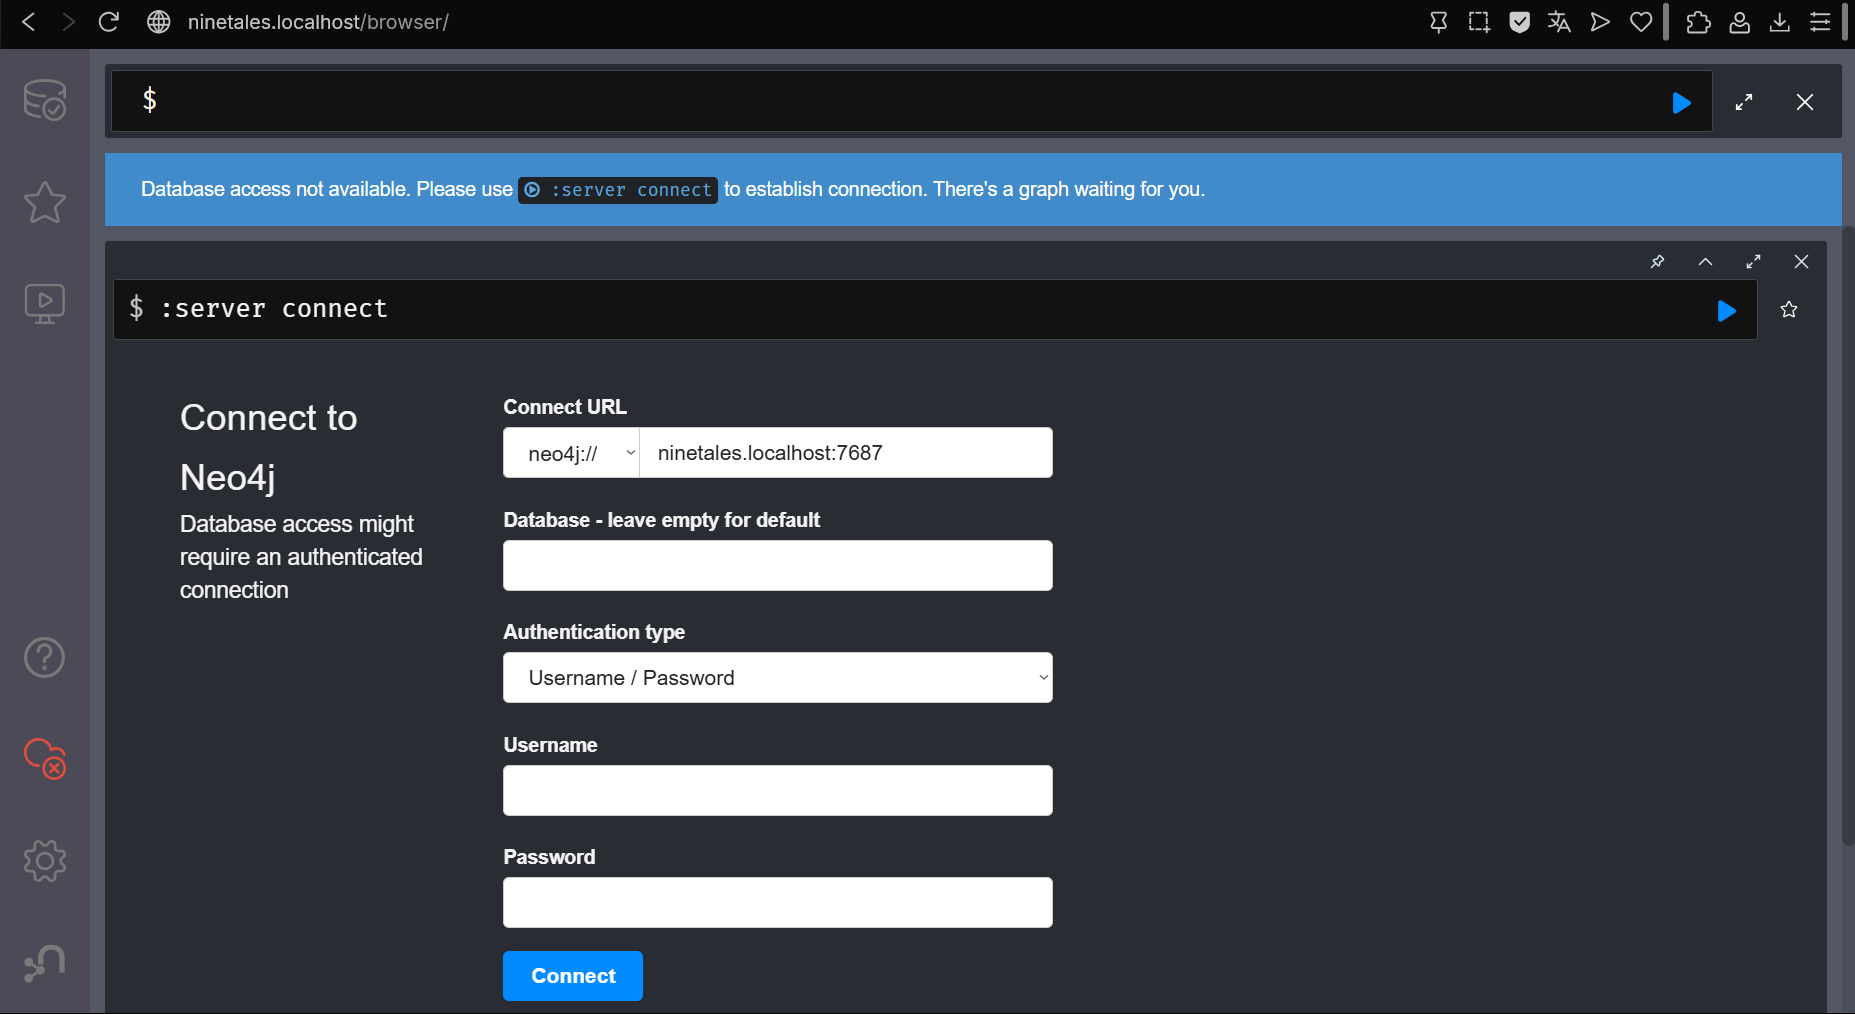 ninetales.localhost/browser/
$
Database access not available. Please use :server connect to establish connection. There's a graph waiting for you.
$ :server connect
Connect to
Neo4j
Database access might
require an authenticated
connection
Connect URL
neo4j:// ninetales.localhost:7687
Database - leave empty for default
Authentication type
Username / Password
Username
Password
Connect